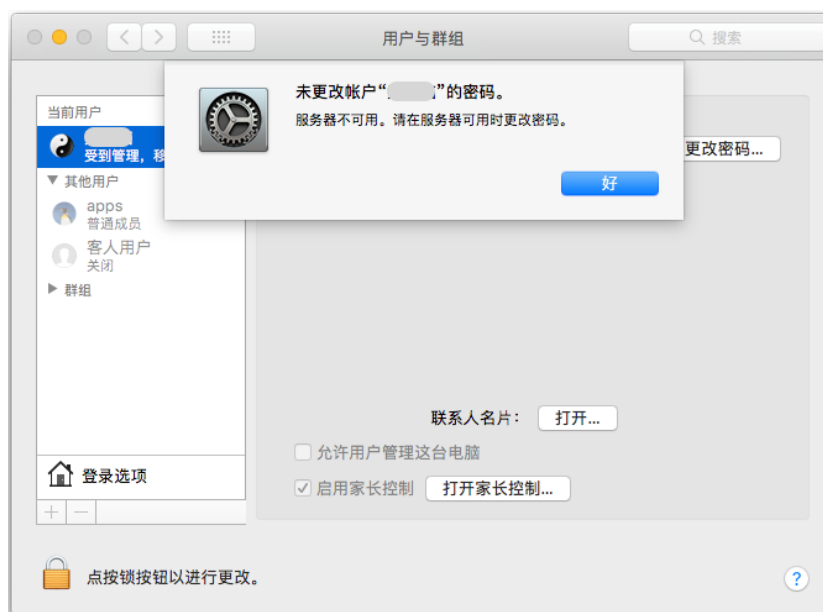 用户与群组
搜索
未更改帐户“ ”的密码。
服务器不可用。请在服务器可用时更改密码。
好
当前用户
受到管理，移
更改密码...
其他用户
apps
普通成员
客人用户
关闭
群组
联系人名片：
打开...
允许用户管理这台电脑
启用家长控制
打开家长控制...
登录选项
点按锁按钮以进行更改。
?